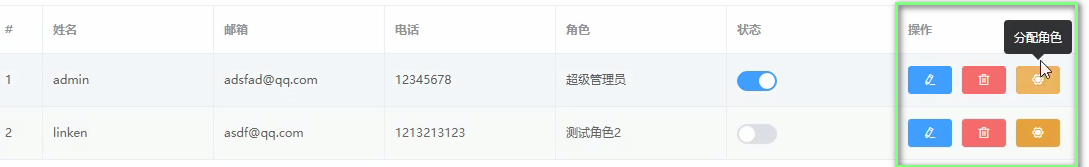 # 姓名 邮箱 电话 角色 状态 操作
分配角色
1 admin adsfad@qq.com 12345678 超级管理员
2 linken asdf@qq.com 1213213123 测试角色2